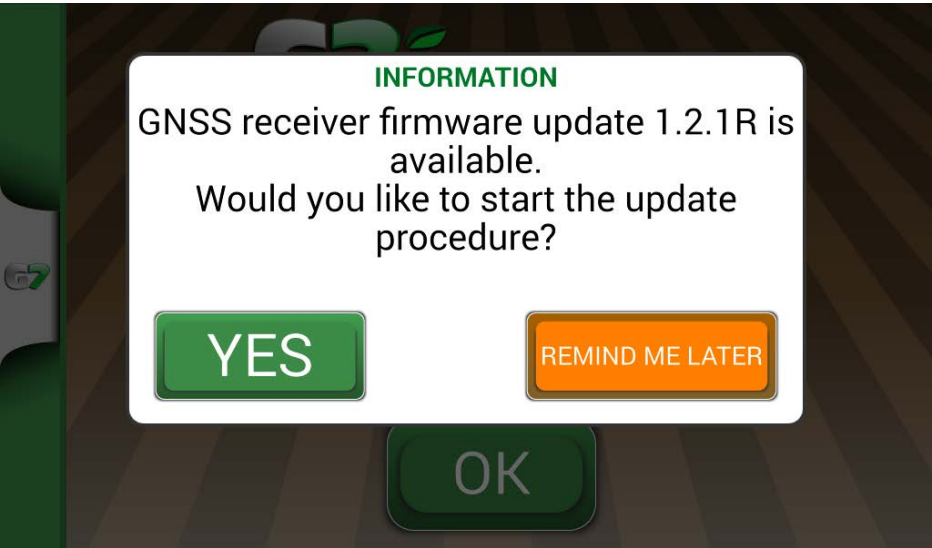 INFORMATION
GNSS receiver firmware update 1.2.1R is
available.
Would you like to start the update
procedure?
YES
REMIND ME LATER
G7
OK